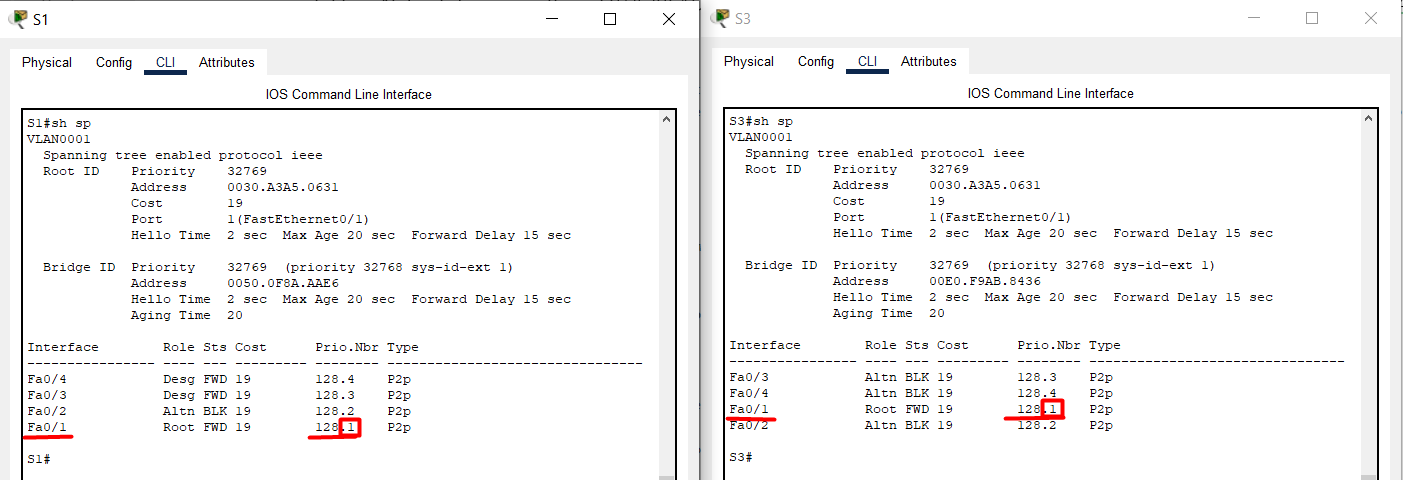 S1
Physical Config CLI Attributes
IOS Command Line Interface
S1#sh sp
VLAN0001
Spanning tree enabled protocol ieee
Root ID Priority 32769
Address 0030.A3A5.0631
Cost 19
Port 1(FastEthernet0/1)
Hello Time 2 sec Max Age 20 sec Forward Delay 15 sec
Bridge ID Priority 32769 (priority 32768 sys-id-ext 1)
Address 0050.0F8A.AAE6
Hello Time 2 sec Max Age 20 sec Forward Delay 15 sec
Aging Time 20
Interface Role Sts Cost Prio.Nbr Type
---------------- ---- --- --------- -------- --------------------------------
Fa0/4 Desg FWD 19 128.4 P2p
Fa0/3 Desg FWD 19 128.3 P2p
Fa0/2 Altn BLK 19 128.2 P2p
Fa0/1 Root FWD 19 128.1 P2p
S1#
S3
Physical Config CLI Attributes
IOS Command Line Interface
S3#sh sp
VLAN0001
Spanning tree enabled protocol ieee
Root ID Priority 32769
Address 0030.A3A5.0631
Cost 19
Port 1(FastEthernet0/1)
Hello Time 2 sec Max Age 20 sec Forward Delay 15 sec
Bridge ID Priority 32769 (priority 32768 sys-id-ext 1)
Address 00E0.F9AB.8436
Hello Time 2 sec Max Age 20 sec Forward Delay 15 sec
Aging Time 20
Interface Role Sts Cost Prio.Nbr Type
---------------- ---- --- --------- -------- --------------------------------
Fa0/3 Altn BLK 19 128.3 P2p
Fa0/4 Altn BLK 19 128.4 P2p
Fa0/1 Root FWD 19 128.1 P2p
Fa0/2 Altn BLK 19 128.2 P2p
S3#